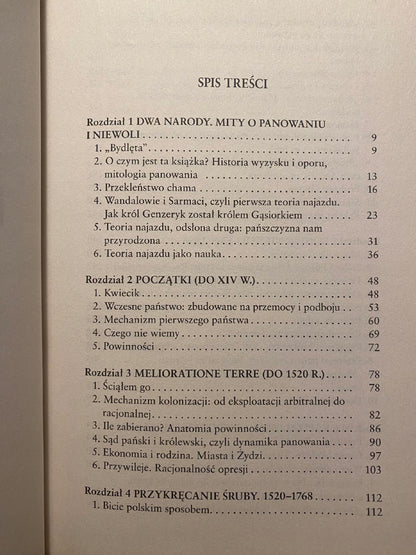 SPIS TREŚCI
Rozdział 1 DWA NARODY. MITY O PANOWANIU
I NIEWOLI 9
1. „Bydlęta” 9
2. O czym jest ta książka? Historia wyzysku i oporu,
mitologia panowania 13
3. Przekleństwo chama 16
4. Wandalowie i Sarmaci, czyli pierwsza teoria najazdu.
Jak król Genzeryk został królem Gąsiorkiem 23
5. Teoria najazdu, odsłona druga: pańszczyzna nam
przyrodzona 31
6. Teoria najazdu jako nauka 36
Rozdział 2 POCZĄTKI (DO XIV W.) 48
1. Kwiecik 48
2. Wczesne państwo: zbudowane na przemocy i podboju 53
3. Mechanizm pierwszego państwa 60
4. Czego nie wiemy 69
5. Powinności 72
Rozdział 3 MELIORATIONE TERRE (DO 1520 R.) 78
1. Ściąłem go 78
2. Mechanizm kolonizacji: od eksploatacji arbitralnej do
racjonalnej 82
3. Ile zabierano? Anatomia powinności 86
4. Sąd pański i królewski, czyli dynamika panowania 90
5. Ekonomia i rodzina. Miasta i Żydzi 97
6. Przywileje. Racjonalność opresji 103
Rozdział 4 PRZYKRĘCANIE ŚRUBY. 1520–1768 112
1. Bicie polskim sposobem 112